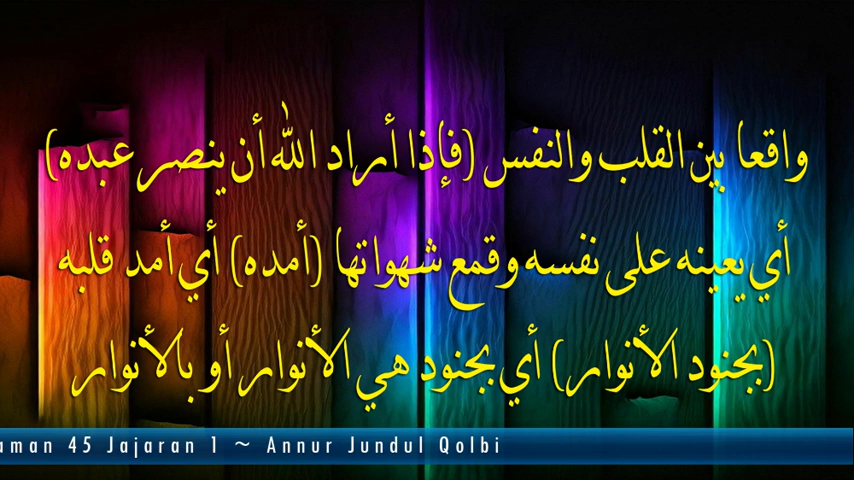 واقعا بين القلب والنفس (فإذا أراد الله أن ينصر عبده)
أي يعينه على نفسه وقمع شهواتها (أمده) أي أمد قلبه
(بجنود الأنوار) أي بجنود هي الأنوار أو بالأنوار
aman 45 Jajaran 1 ~ Annur Jundul Qolbi